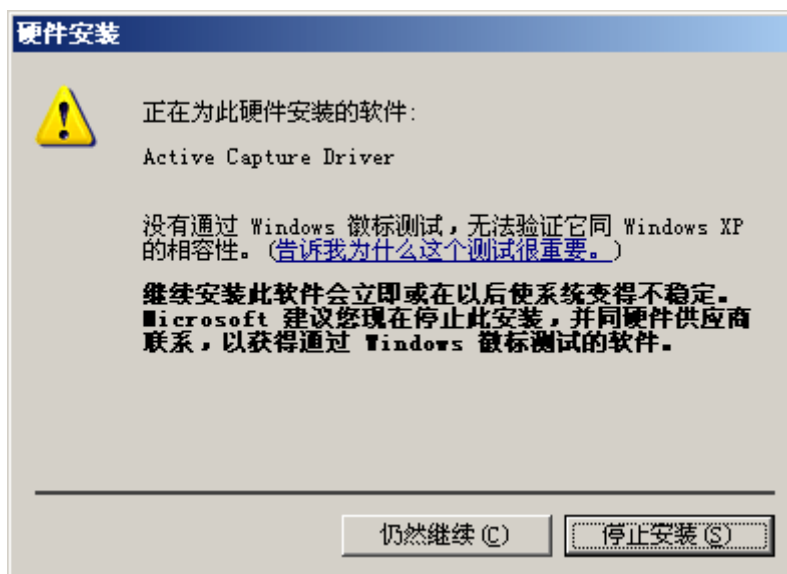 硬件安装
正在为此硬件安装的软件:
Active Capture Driver
没有通过 Windows 徽标测试，无法验证它同 Windows XP
的相容性。(告诉我为什么这个测试很重要。)
继续安装此软件会立即或在以后使系统变得不稳定。
Microsoft 建议您现在停止此安装，并同硬件供应商
联系，以获得通过 Windows 徽标测试的软件。
仍然继续(C)
停止安装(S)